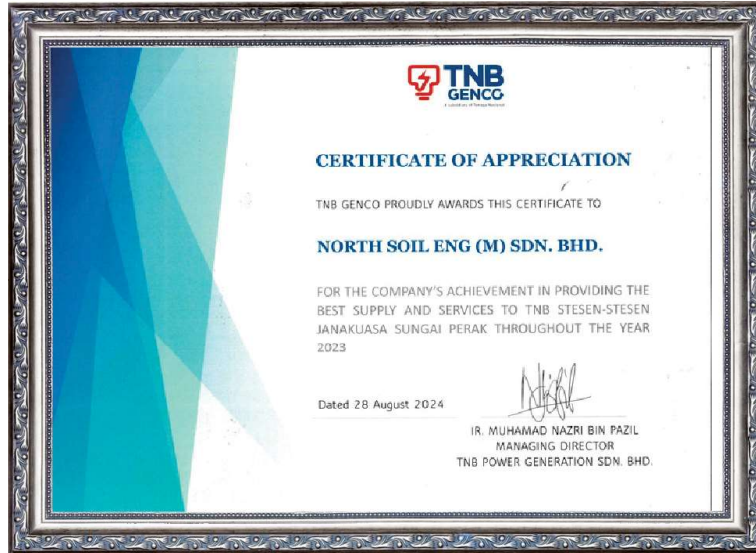 TNB
GENCO
CERTIFICATE OF APPRECIATION
TNB GENCO PROUDLY AWARDS THIS CERTIFICATE TO
NORTH SOIL ENG (M) SDN. BHD.
FOR THE COMPANY'S ACHIEVEMENT IN PROVIDING THE
BEST SUPPLY AND SERVICES TO TNB STESEN-STESEN
JANAKUASA SUNGAI PERAK THROUGHOUT THE YEAR
2023
Dated 28 August 2024
IR. MUHAMAD NAZRI BIN PAZIL
MANAGING DIRECTOR
TNB POWER GENERATION SDN. BHD.